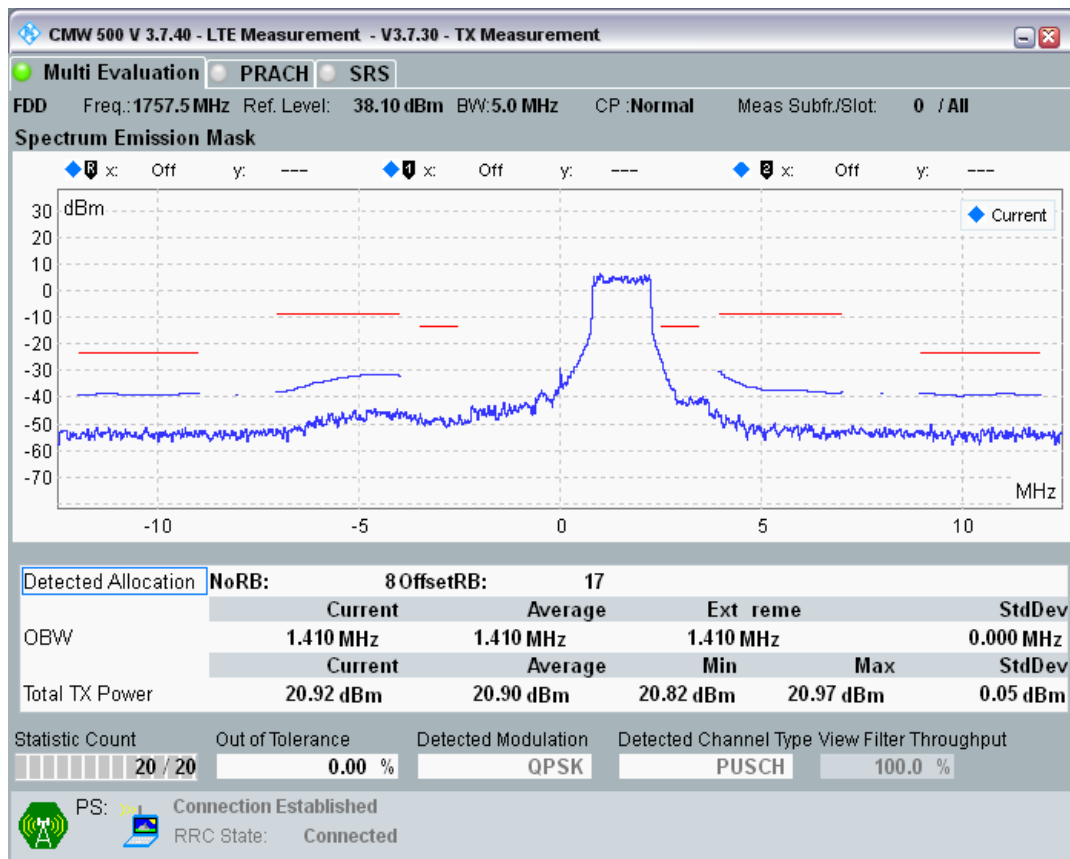 CMW 500 V 3.7.40 - LTE Measurement - V3.7.30 - TX Measurement
Multi Evaluation PRACH SRS
FDD Freq.:1757.5MHz Ref. Level: 38.10 dBm BW:5.0 MHz CP :Normal Meas Subfr./Slot: 0 / All
Spectrum Emission Mask
R x: Off y: --- 1 x: Off y: --- 2 x: Off y: ---
dBm
Current
30
20
10
0
-10
-20
-30
-40
-50
-60
-70
MHz
-10 -5 0 5 10
Detected Allocation NoRB: 8 OffsetRB: 17
Current Average Ext reme StdDev
OBW 1.410 MHz 1.410 MHz 1.410 MHz 0.000 MHz
Current Average Min Max StdDev
Total TX Power 20.92 dBm 20.90 dBm 20.82 dBm 20.97 dBm 0.05 dBm
Statistic Count Out of Tolerance Detected Modulation Detected Channel Type View Filter Throughput
20 / 20 0.00 % QPSK PUSCH 100.0 %
PS: Connection Established
RRC State: Connected